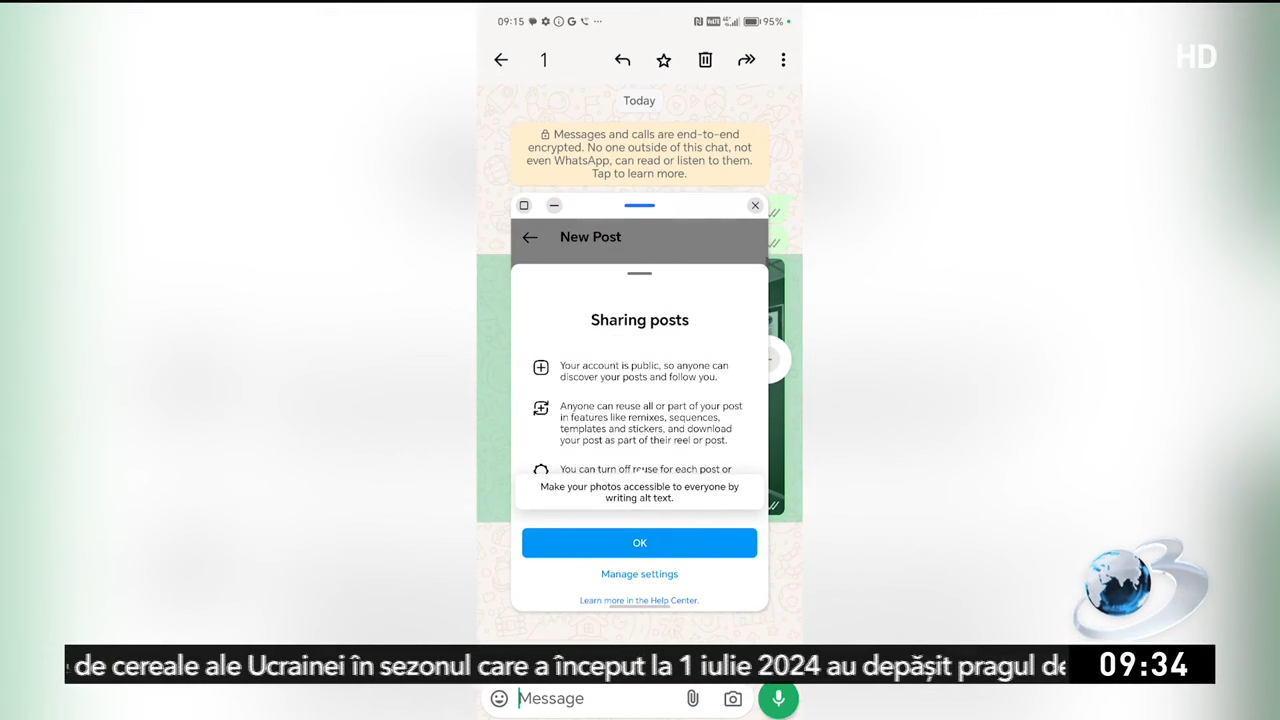 09:15
95%
HD
1
Today
Messages and calls are end-to-end
encrypted. No one outside of this chat, not
even WhatsApp, can read or listen to them.
Tap to learn more.
New Post
Sharing posts
Your account is public, so anyone can
discover your posts and follow you.
Anyone can reuse all or part of your post
in features like remixes, sequences,
templates and stickers, and download
your post as part of their reel or post.
You can turn off reuse for each post or
Make your photos accessible to everyone by
writing alt text.
OK
Manage settings
Learn more in the Help Center.
3
de cereale ale Ucrainei în sezonul care a început la 1 iulie 2024 au depășit pragul de
09:34
Message